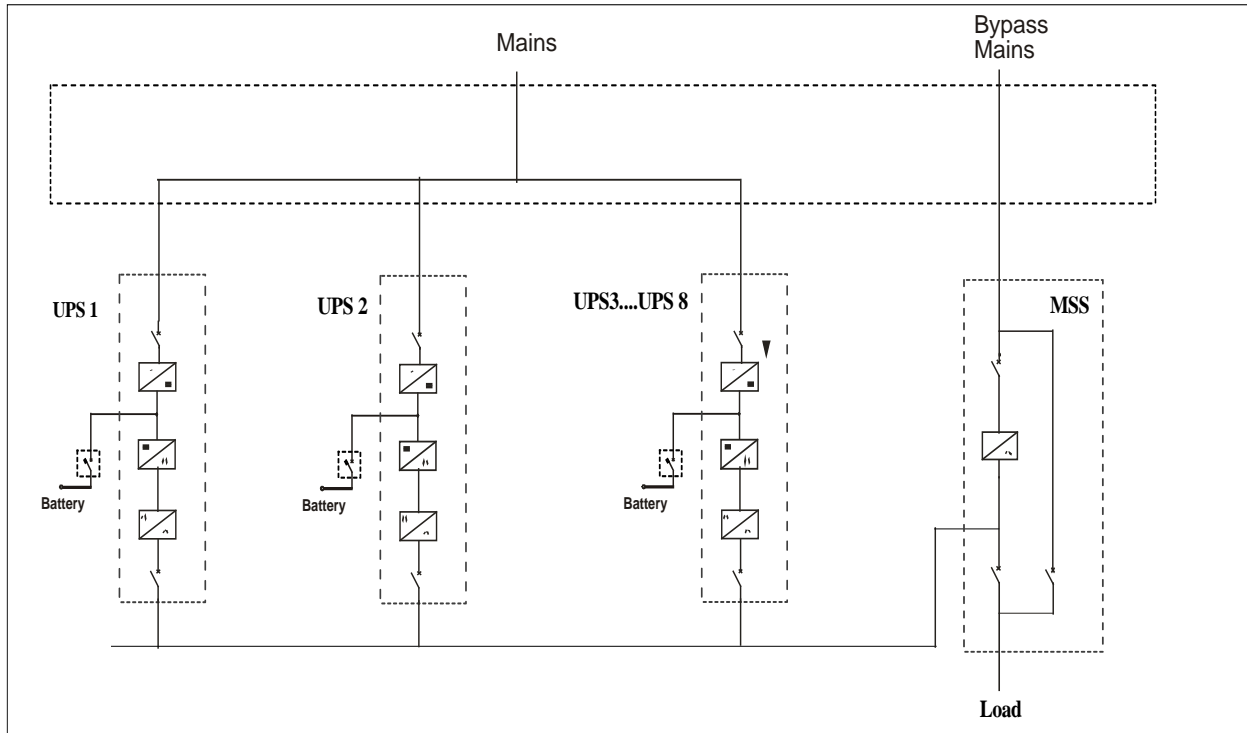 Mains
Bypass
Mains
UPS 1
UPS 2
UPS3....UPS 8
MSS
Battery
Battery
Battery
Load